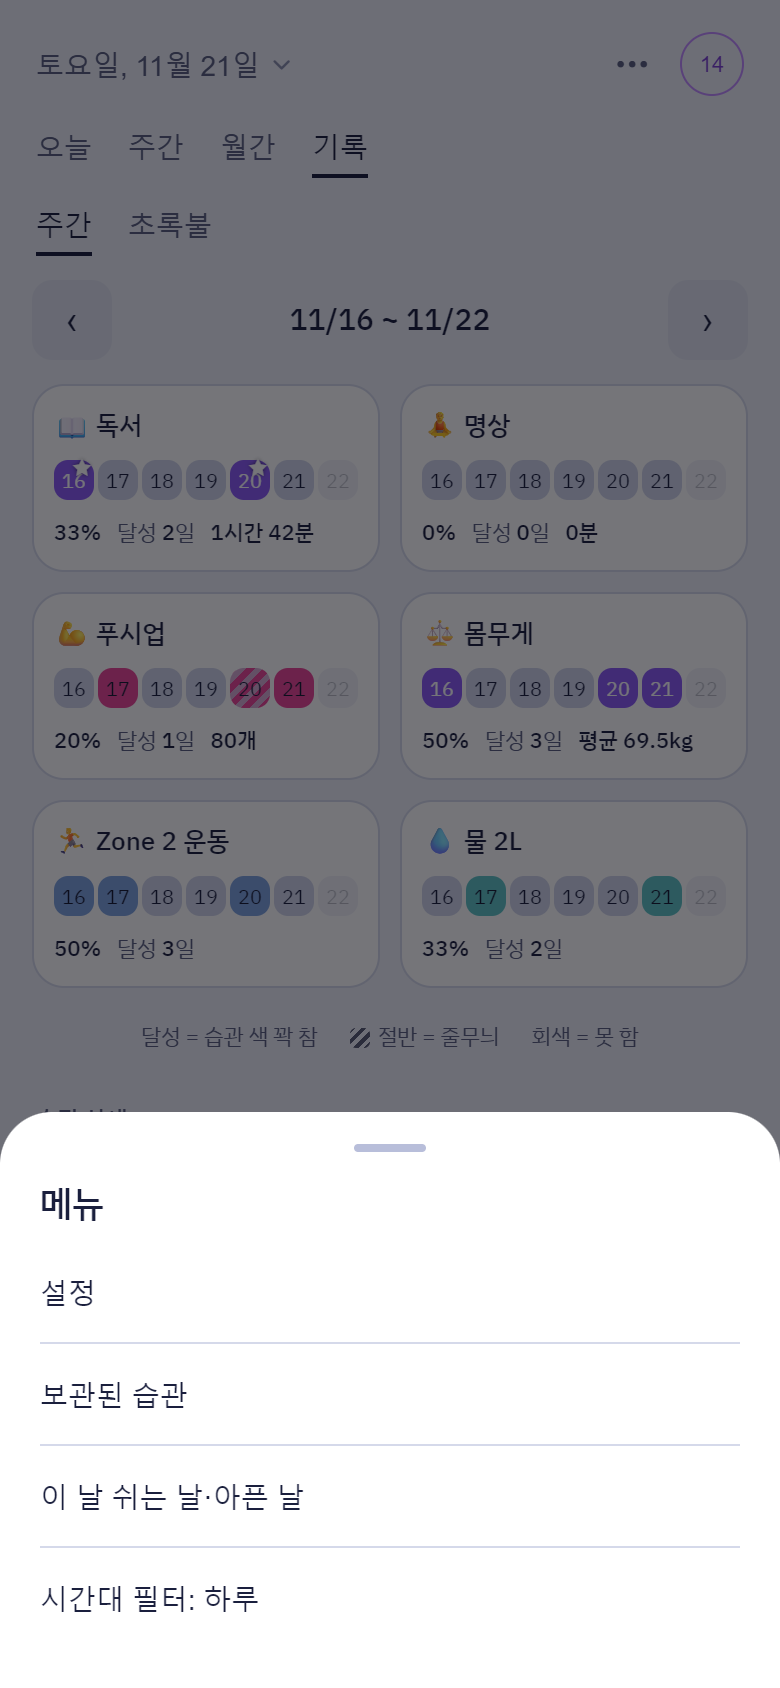 토요일, 11월 21일
14
오늘 주간 월간 기록
주간 초록불
‹ 11/16 ~ 11/22 ›
📖 독서
16 17 18 19 20 21 22
33% 달성 2일 1시간 42분
🧘 명상
16 17 18 19 20 21 22
0% 달성 0일 0분
💪 푸시업
16 17 18 19 20 21 22
20% 달성 1일 80개
⚖️ 몸무게
16 17 18 19 20 21 22
50% 달성 3일 평균 69.5kg
🏃 Zone 2 운동
16 17 18 19 20 21 22
50% 달성 3일
💧 물 2L
16 17 18 19 20 21 22
33% 달성 2일
달성 = 습관 색 꽉 참 절반 = 줄무늬 회색 = 못 함
메뉴
설정
보관된 습관
이 날 쉬는 날·아픈 날
시간대 필터: 하루